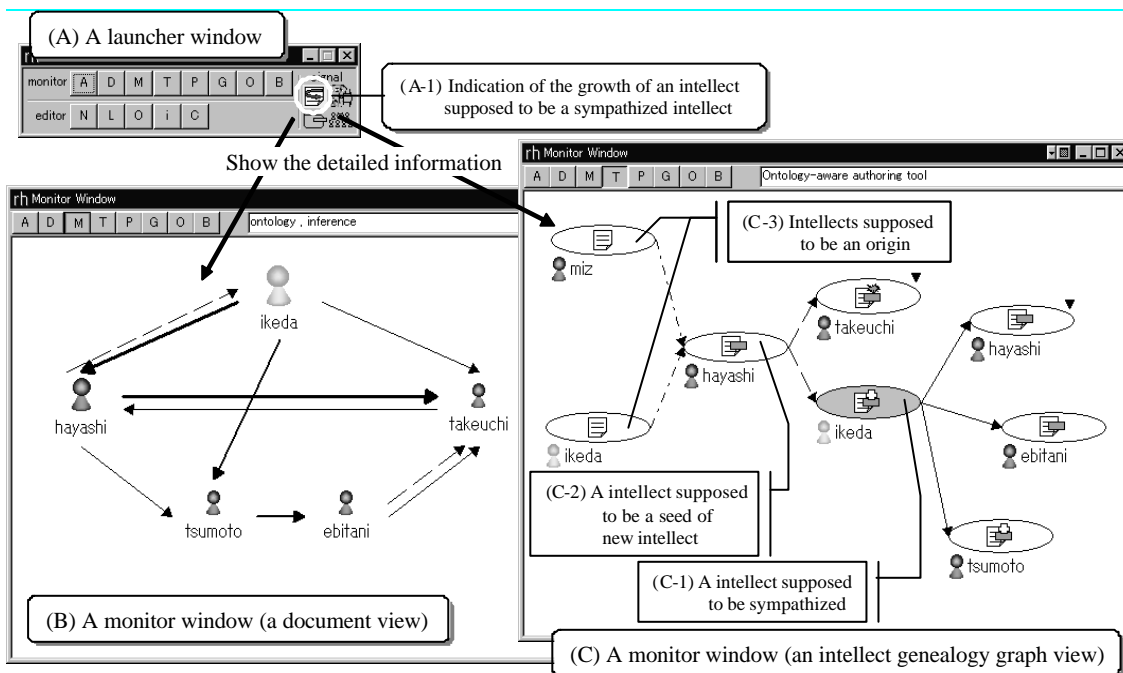 (A) A launcher window
monitor A D M T P G O B signal
editor N L O i C
(A-1) Indication of the growth of an intellect
supposed to be a sympathized intellect
Show the detailed information
rh Monitor Window
A D M T P G O B ontology , inference
ikeda
hayashi
takeuchi
tsumoto
ebitani
(B) A monitor window (a document view)
rh Monitor Window
A D M T P G O B Ontology-aware authoring tool
(C-3) Intellects supposed
to be an origin
miz
takeuchi
hayashi
hayashi
ikeda
ikeda
ebitani
(C-2) A intellect supposed
to be a seed of
new intellect
tsumoto
(C-1) A intellect supposed
to be sympathized
(C) A monitor window (an intellect genealogy graph view)